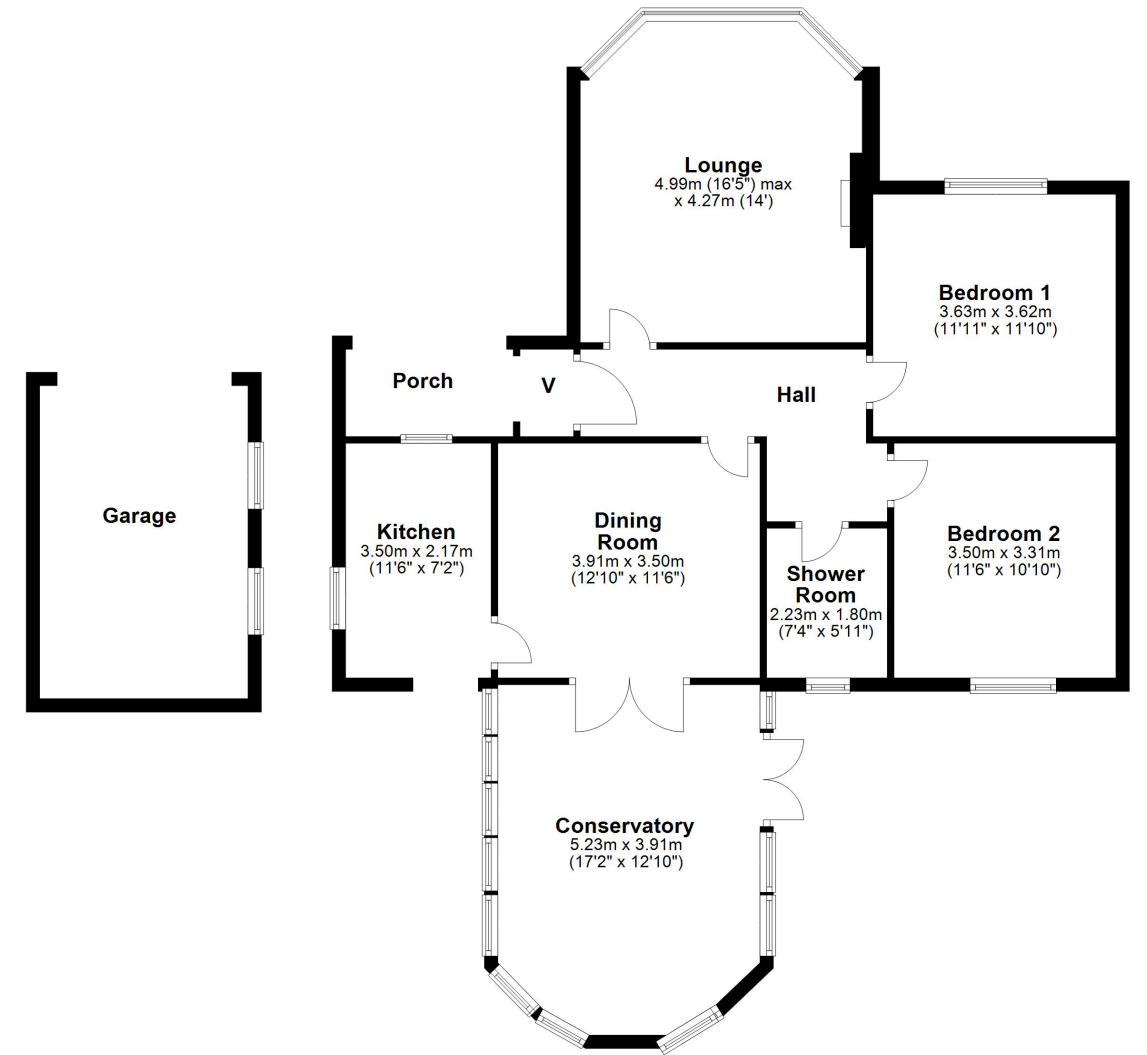 Lounge
4.99m (16'5") max
x 4.27m (14')
Bedroom 1
3.63m x 3.62m
(11'11" x 11'10")
Porch
V
Hall
Garage
Kitchen
3.50m x 2.17m
(11'6" x 7'2")
Dining
Room
3.91m x 3.50m
(12'10" x 11'6")
Bedroom 2
3.50m x 3.31m
(11'6" x 10'10")
Shower
Room
2.23m x 1.80m
(7'4" x 5'11")
Conservatory
5.23m x 3.91m
(17'2" x 12'10")